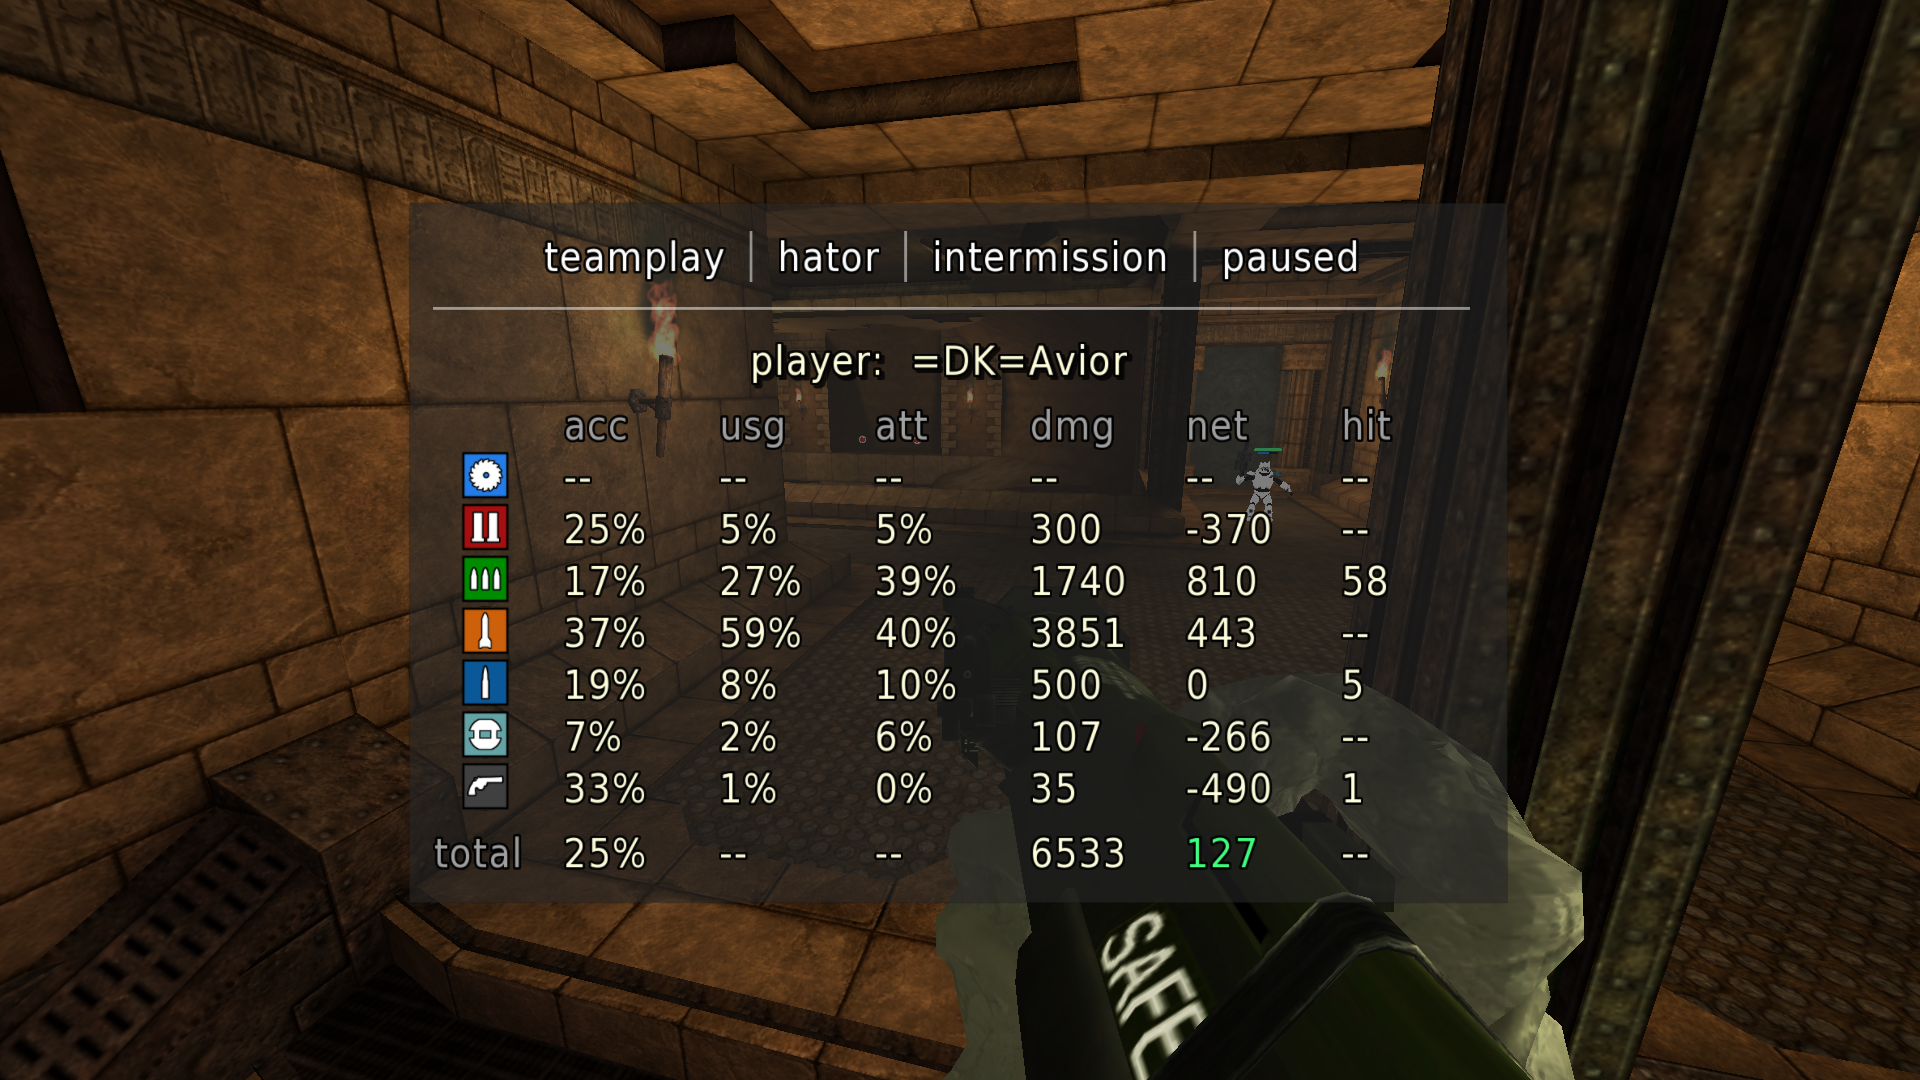 teamplay | hator | intermission | paused
player: =DK=Avior
acc usg att dmg net hit
-- -- -- -- -- --
25% 5% 5% 300 -370 --
17% 27% 39% 1740 810 58
37% 59% 40% 3851 443 --
19% 8% 10% 500 0 5
7% 2% 6% 107 -266 --
33% 1% 0% 35 -490 1
total 25% -- -- 6533 127 --
SAFE